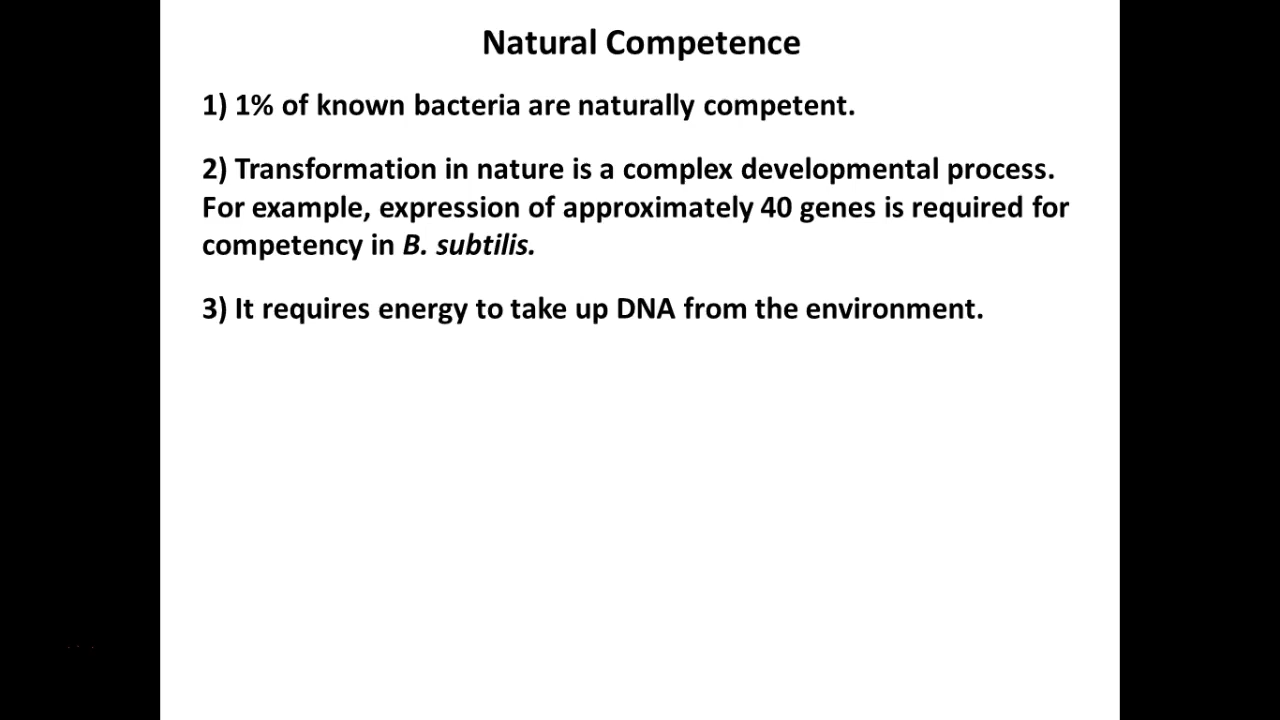 Natural Competence
1) 1% of known bacteria are naturally competent.
2) Transformation in nature is a complex developmental process.
For example, expression of approximately 40 genes is required for
competency in B. subtilis.
3) It requires energy to take up DNA from the environment.